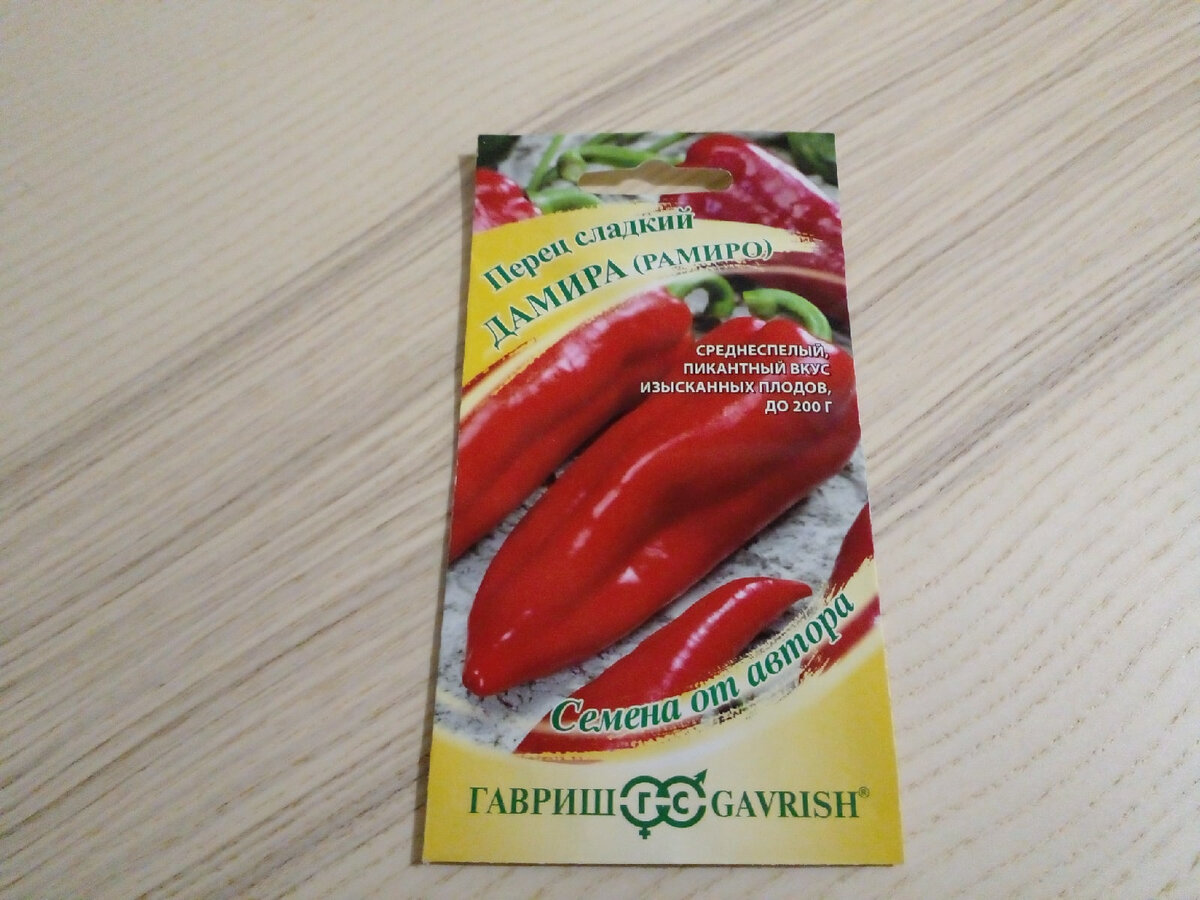 Перец сладкий
ДАМИРА (РАМИРО)
СРЕДНЕСПЕЛЫЙ,
ПИКАНТНЫЙ ВКУС
ИЗЫСКАННЫХ ПЛОДОВ,
ДО 200 Г
Семена от автора
ГАВРИШ Г С GAVRISH®